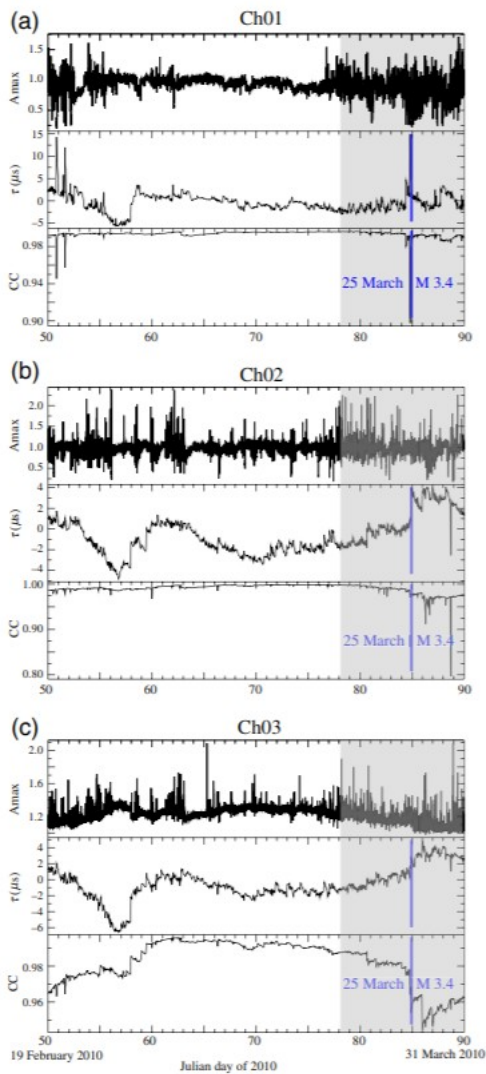 (a)
Ch01
Amax
1.5
1.0
0.5
τ (μs)
15
10
5
0
−5
CC
0.98
0.94
0.90
25 March M 3.4
50 60 70 80 90
(b)
Ch02
Amax
2.0
1.5
1.0
0.5
τ (μs)
4
2
0
−2
−4
CC
1.00
0.90
0.80
25 March M 3.4
50 60 70 80 90
(c)
Ch03
Amax
2.0
1.6
1.2
τ (μs)
4
2
0
−2
−4
−6
CC
0.98
0.96
25 March M 3.4
50 60 70 80 90
19 February 2010
31 March 2010
Julian day of 2010